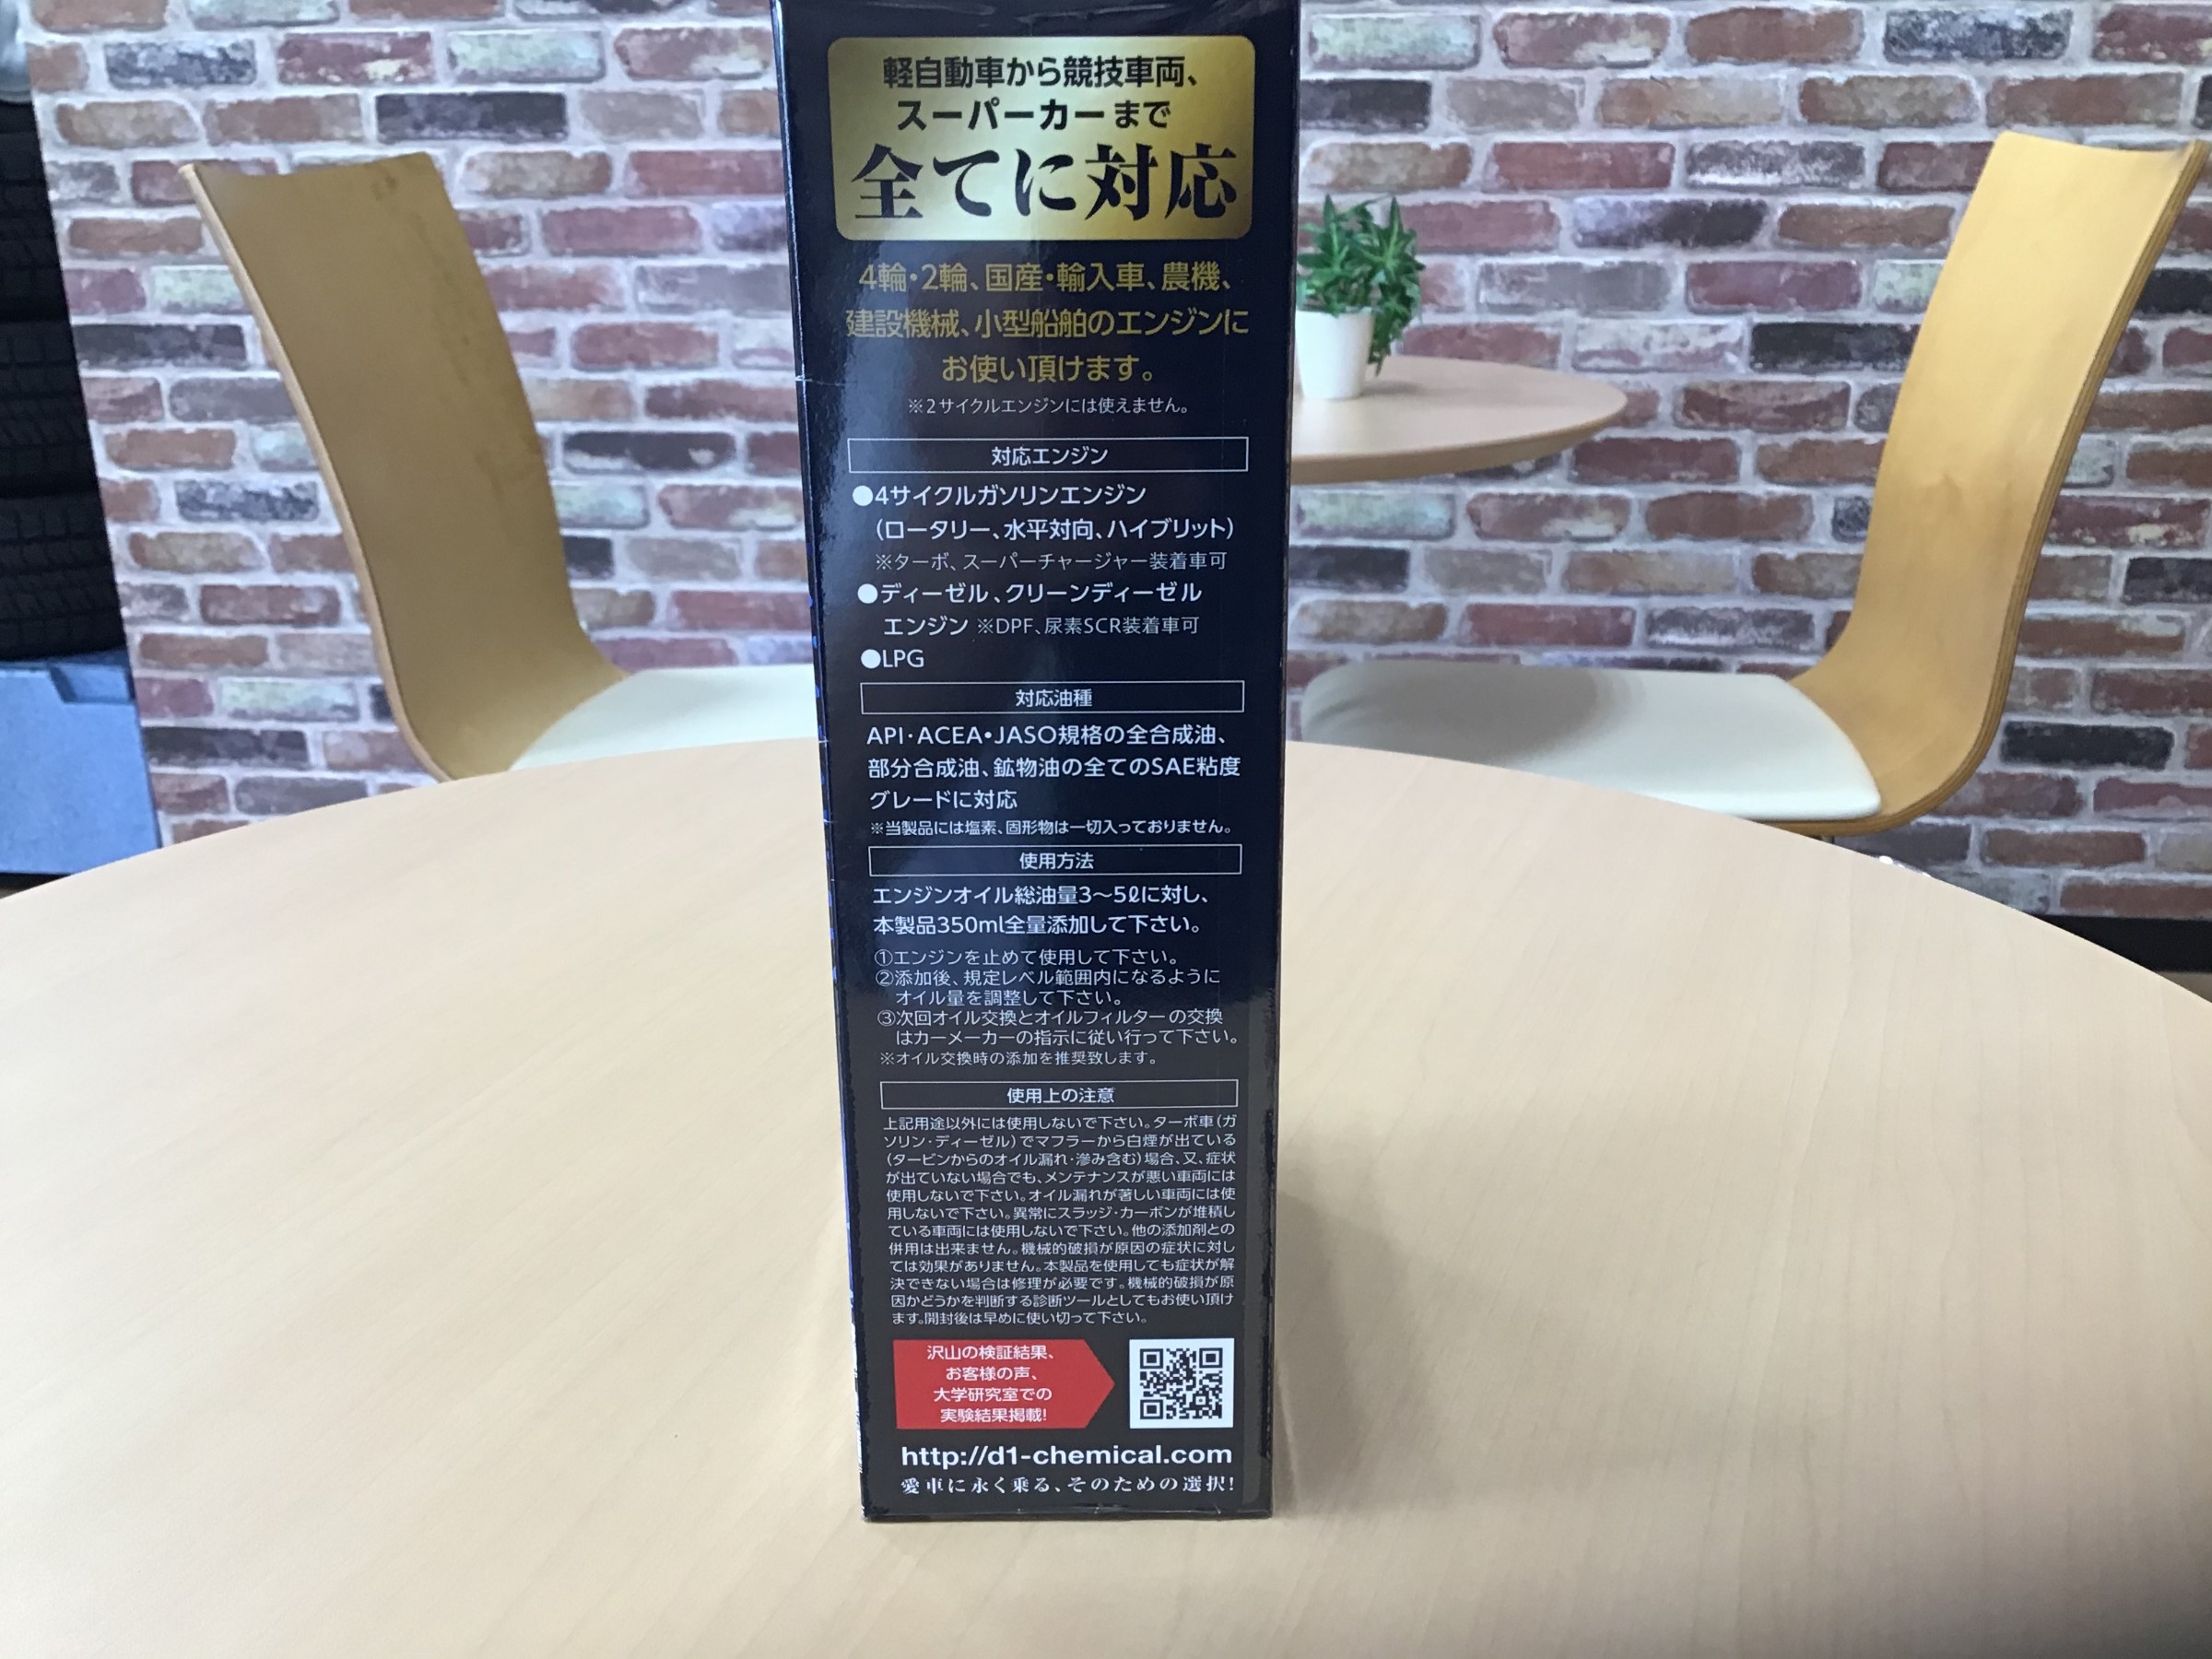 軽自動車から競技車両、
スーパーカーまで
全てに対応
4輪・2輪、国産・輸入車、農機、
建設機械、小型船舶のエンジンに
お使い頂けます。
※2サイクルエンジンには使えません。
対応エンジン
●4サイクルガソリンエンジン
（ロータリー、水平対向、ハイブリット）
※ターボ、スーパーチャージャー装着車可
●ディーゼル、クリーンディーゼル
エンジン ※DPF、尿素SCR装着車可
●LPG
対応油種
API・ACEA•JASO規格の全合成油、
部分合成油、鉱物油の全てのSAE粘度
グレードに対応
※当製品には塩素、固形物は一切入っておりません。
使用方法
エンジンオイル総油量3〜5ℓに対し、
本製品350ml全量添加して下さい。
①エンジンを止めて使用して下さい。
②添加後、規定レベル範囲内になるように
オイル量を調整して下さい。
③次回オイル交換とオイルフィルターの交換
はカーメーカーの指示に従い行って下さい。
※オイル交換時の添加を推奨致します。
使用上の注意
上記用途以外には使用しないで下さい。ターボ車（ガ
ソリン・ディーゼル）でマフラーから白煙が出ている
（タービンからのオイル漏れ・滲み含む）場合、又、症状
が出ていない場合でも、メンテナンスが悪い車両には
使用しないで下さい。オイル漏れが著しい車両には使
用しないで下さい。異常にスラッジ・カーボンが堆積し
ている車両には使用しないで下さい。他の添加剤との
併用は出来ません。機械的破損が原因の症状に対し
ては効果がありません。本製品を使用しても症状が解
決できない場合は修理が必要です。機械的破損が原
因かどうかを判断する診断ツールとしてもお使い頂け
ます。開封後は早めに使い切って下さい。
沢山の検証結果、
お客様の声、
大学研究室での
実験結果掲載!
http://d1-chemical.com
愛車に永く乗る、そのための選択!